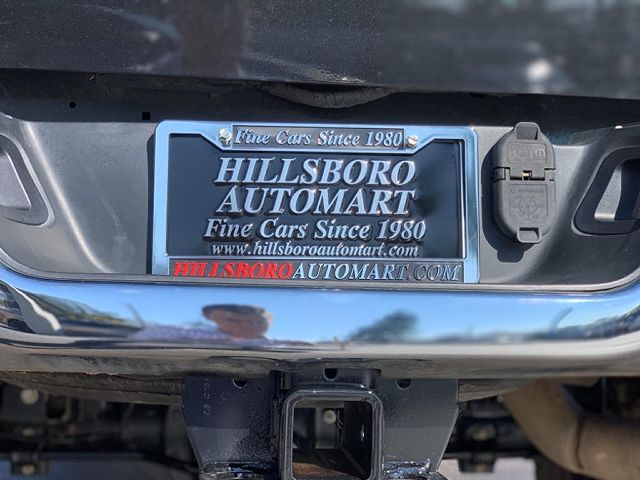 Fine Cars Since 1980
HILLSBORO
AUTOMART
Fine Cars Since 1980
www.hillsboroautomart.com
HILLSBOROAUTOMART.COM